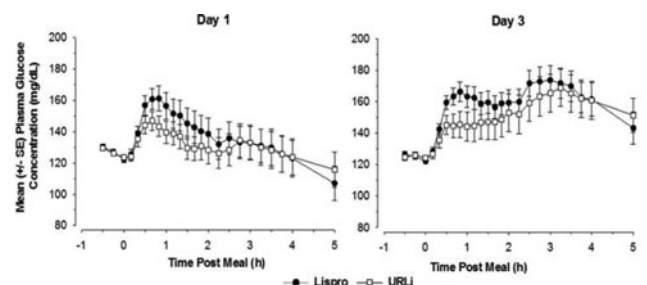 Day 1
Day 3
Mean (+/- SE) Plasma Glucose
Concentration (mg/dL)
200
180
160
140
120
100
80
-1 0 1 2 3 4 5
Time Post Meal (h)
200
180
160
140
120
100
80
-1 0 1 2 3 4 5
Time Post Meal (h)
Lispro URLi